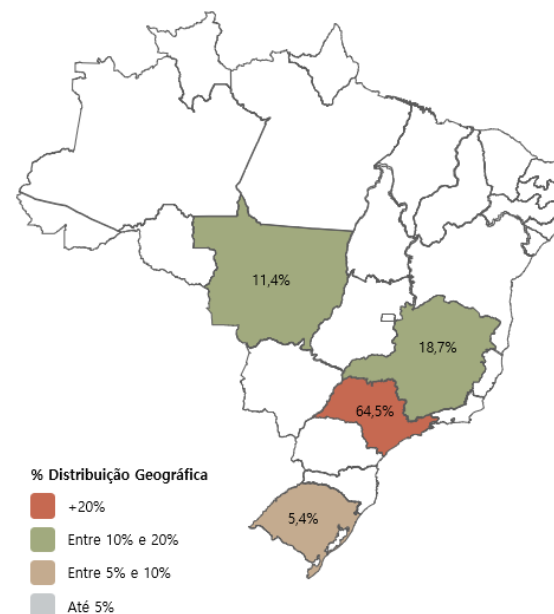 11,4%
18,7%
64,5%
5,4%
% Distribuição Geográfica
+20%
Entre 10% e 20%
Entre 5% e 10%
Até 5%